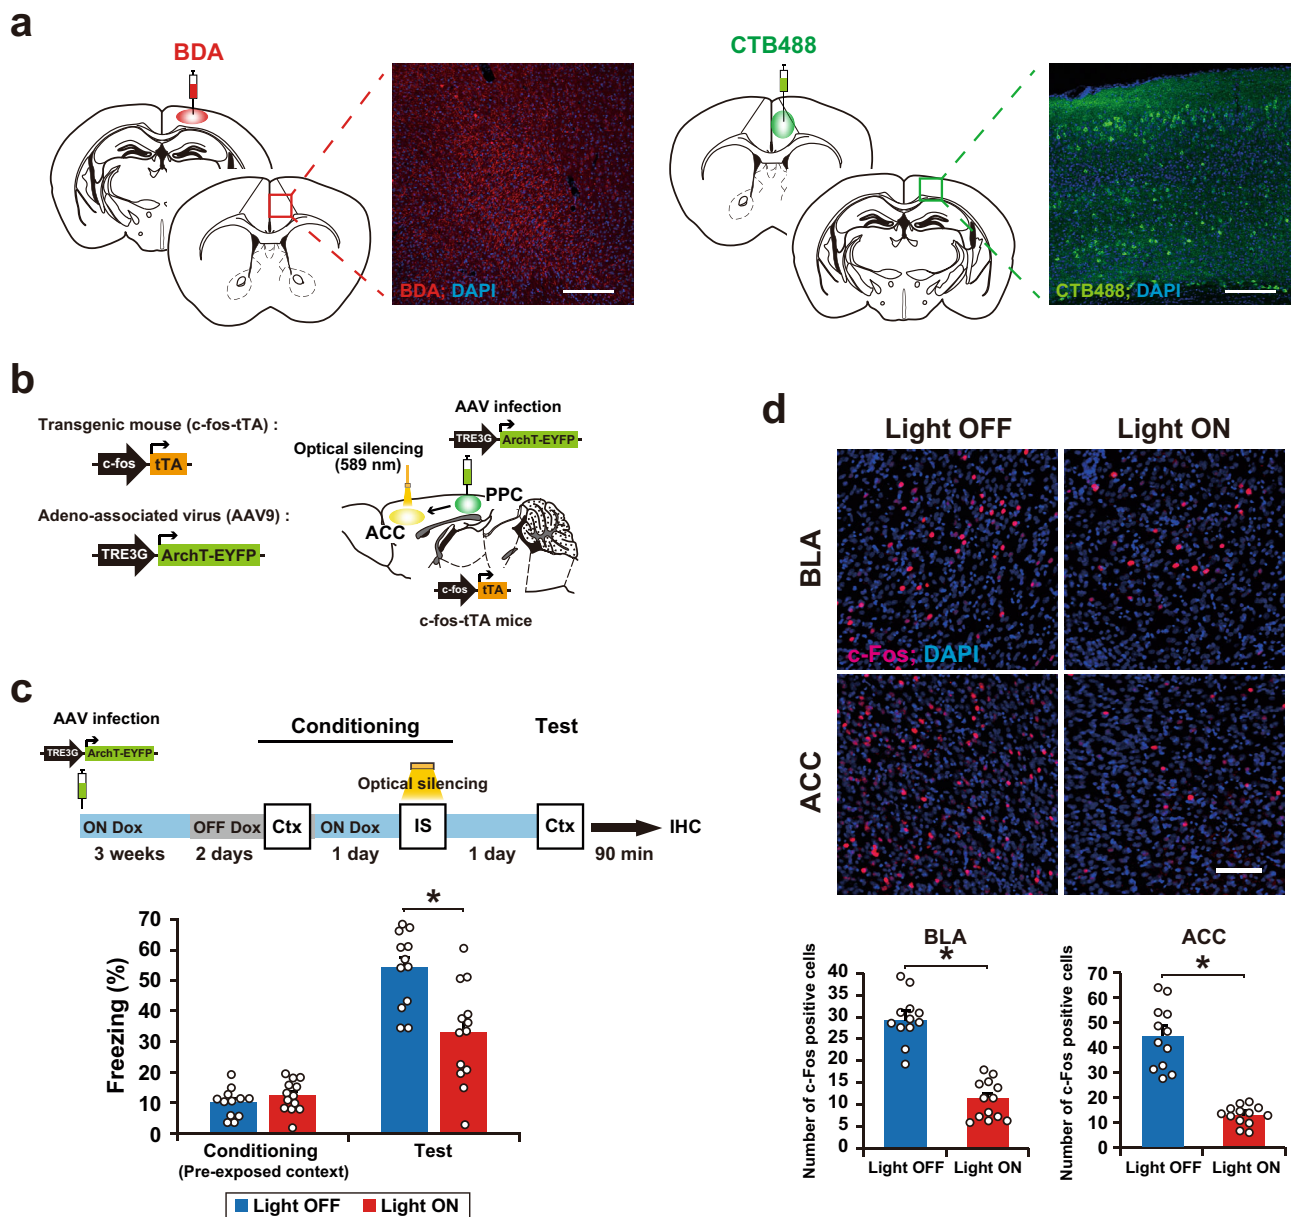 a
BDA
BDA; DAPI
CTB488
CTB488; DAPI
b
Transgenic mouse (c-fos-tTA) :
c-fos
tTA
Adeno-associated virus (AAV9) :
TRE3G
ArchT-EYFP
AAV infection
TRE3G
ArchT-EYFP
Optical silencing
(589 nm)
PPC
ACC
c-fos
tTA
c-fos-tTA mice
c
AAV infection
TRE3G
ArchT-EYFP
Conditioning
Test
Optical silencing
ON Dox
OFF Dox
Ctx
ON Dox
IS
Ctx
IHC
3 weeks
2 days
1 day
1 day
90 min
Freezing (%)
70
60
50
40
30
20
10
0
*
Conditioning
(Pre-exposed context)
Test
Light OFF
Light ON
d
Light OFF
Light ON
BLA
c-Fos; DAPI
ACC
BLA
*
Number of c-Fos positive cells
40
35
30
25
20
15
10
5
0
Light OFF
Light ON
ACC
*
Number of c-Fos positive cells
70
60
50
40
30
20
10
0
Light OFF
Light ON